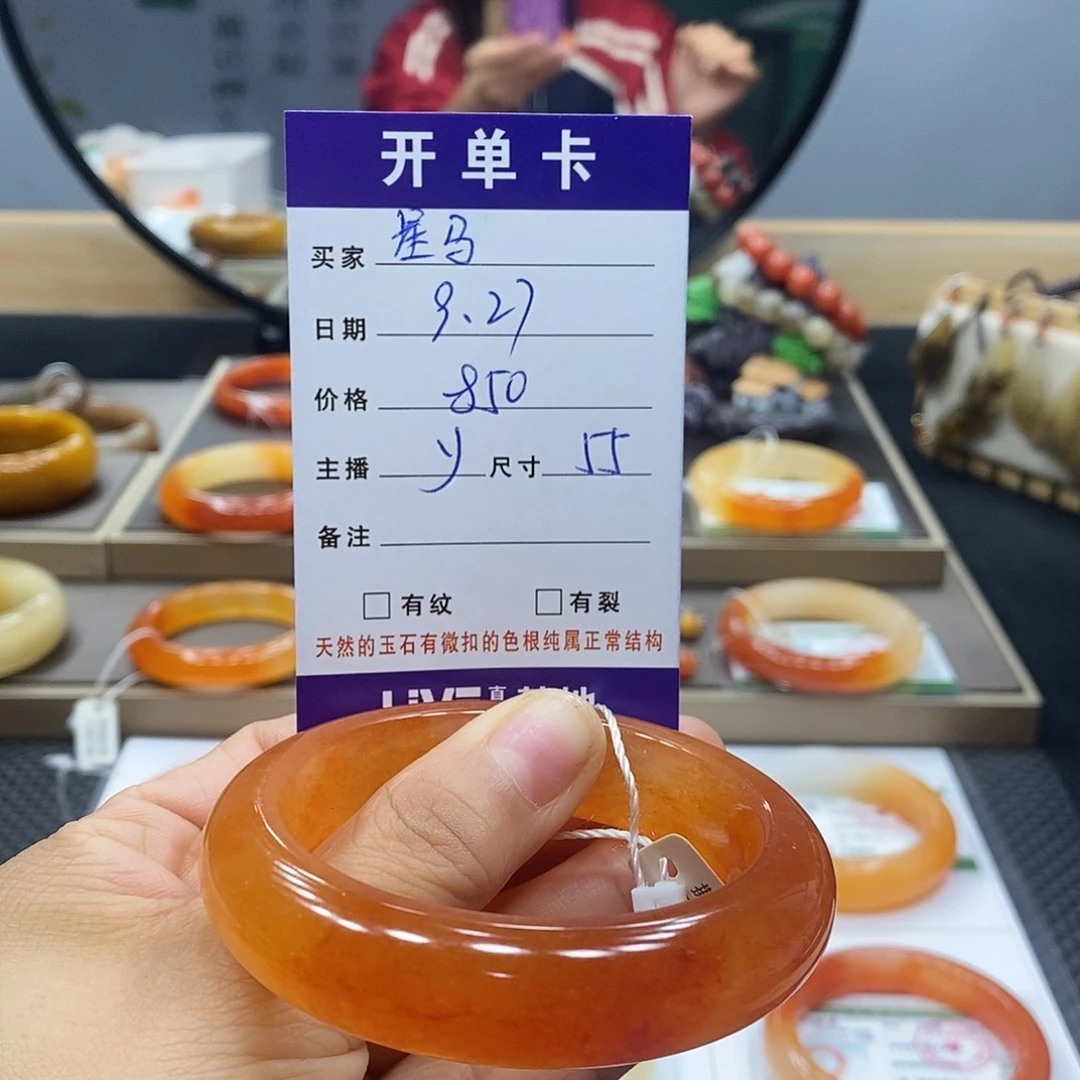 开单卡
买家 星马
日期 9.27
价格 850
主播 y 尺寸 55
备注
有纹 有裂
天然的玉石有微扣的色根纯属正常结构
LIVE 真